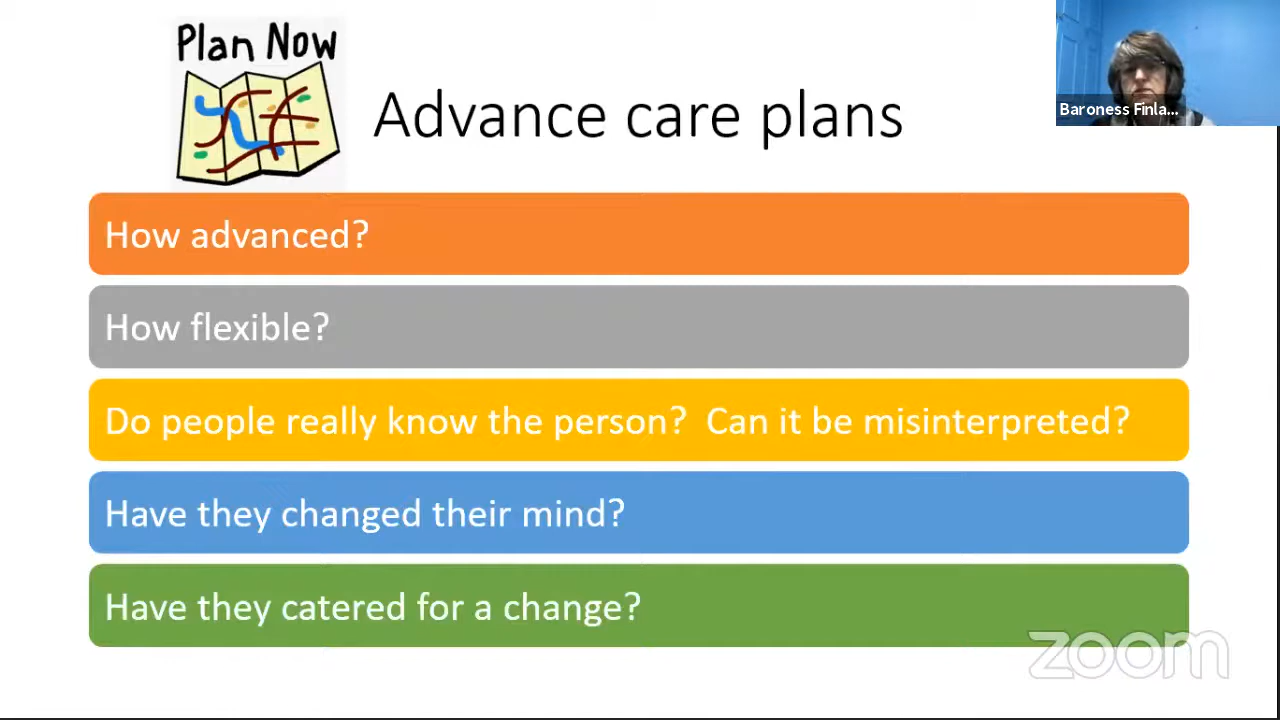 Plan Now
Advance care plans
Baroness Finla...
How advanced?
How flexible?
Do people really know the person?  Can it be misinterpreted?
Have they changed their mind?
Have they catered for a change?
zoom